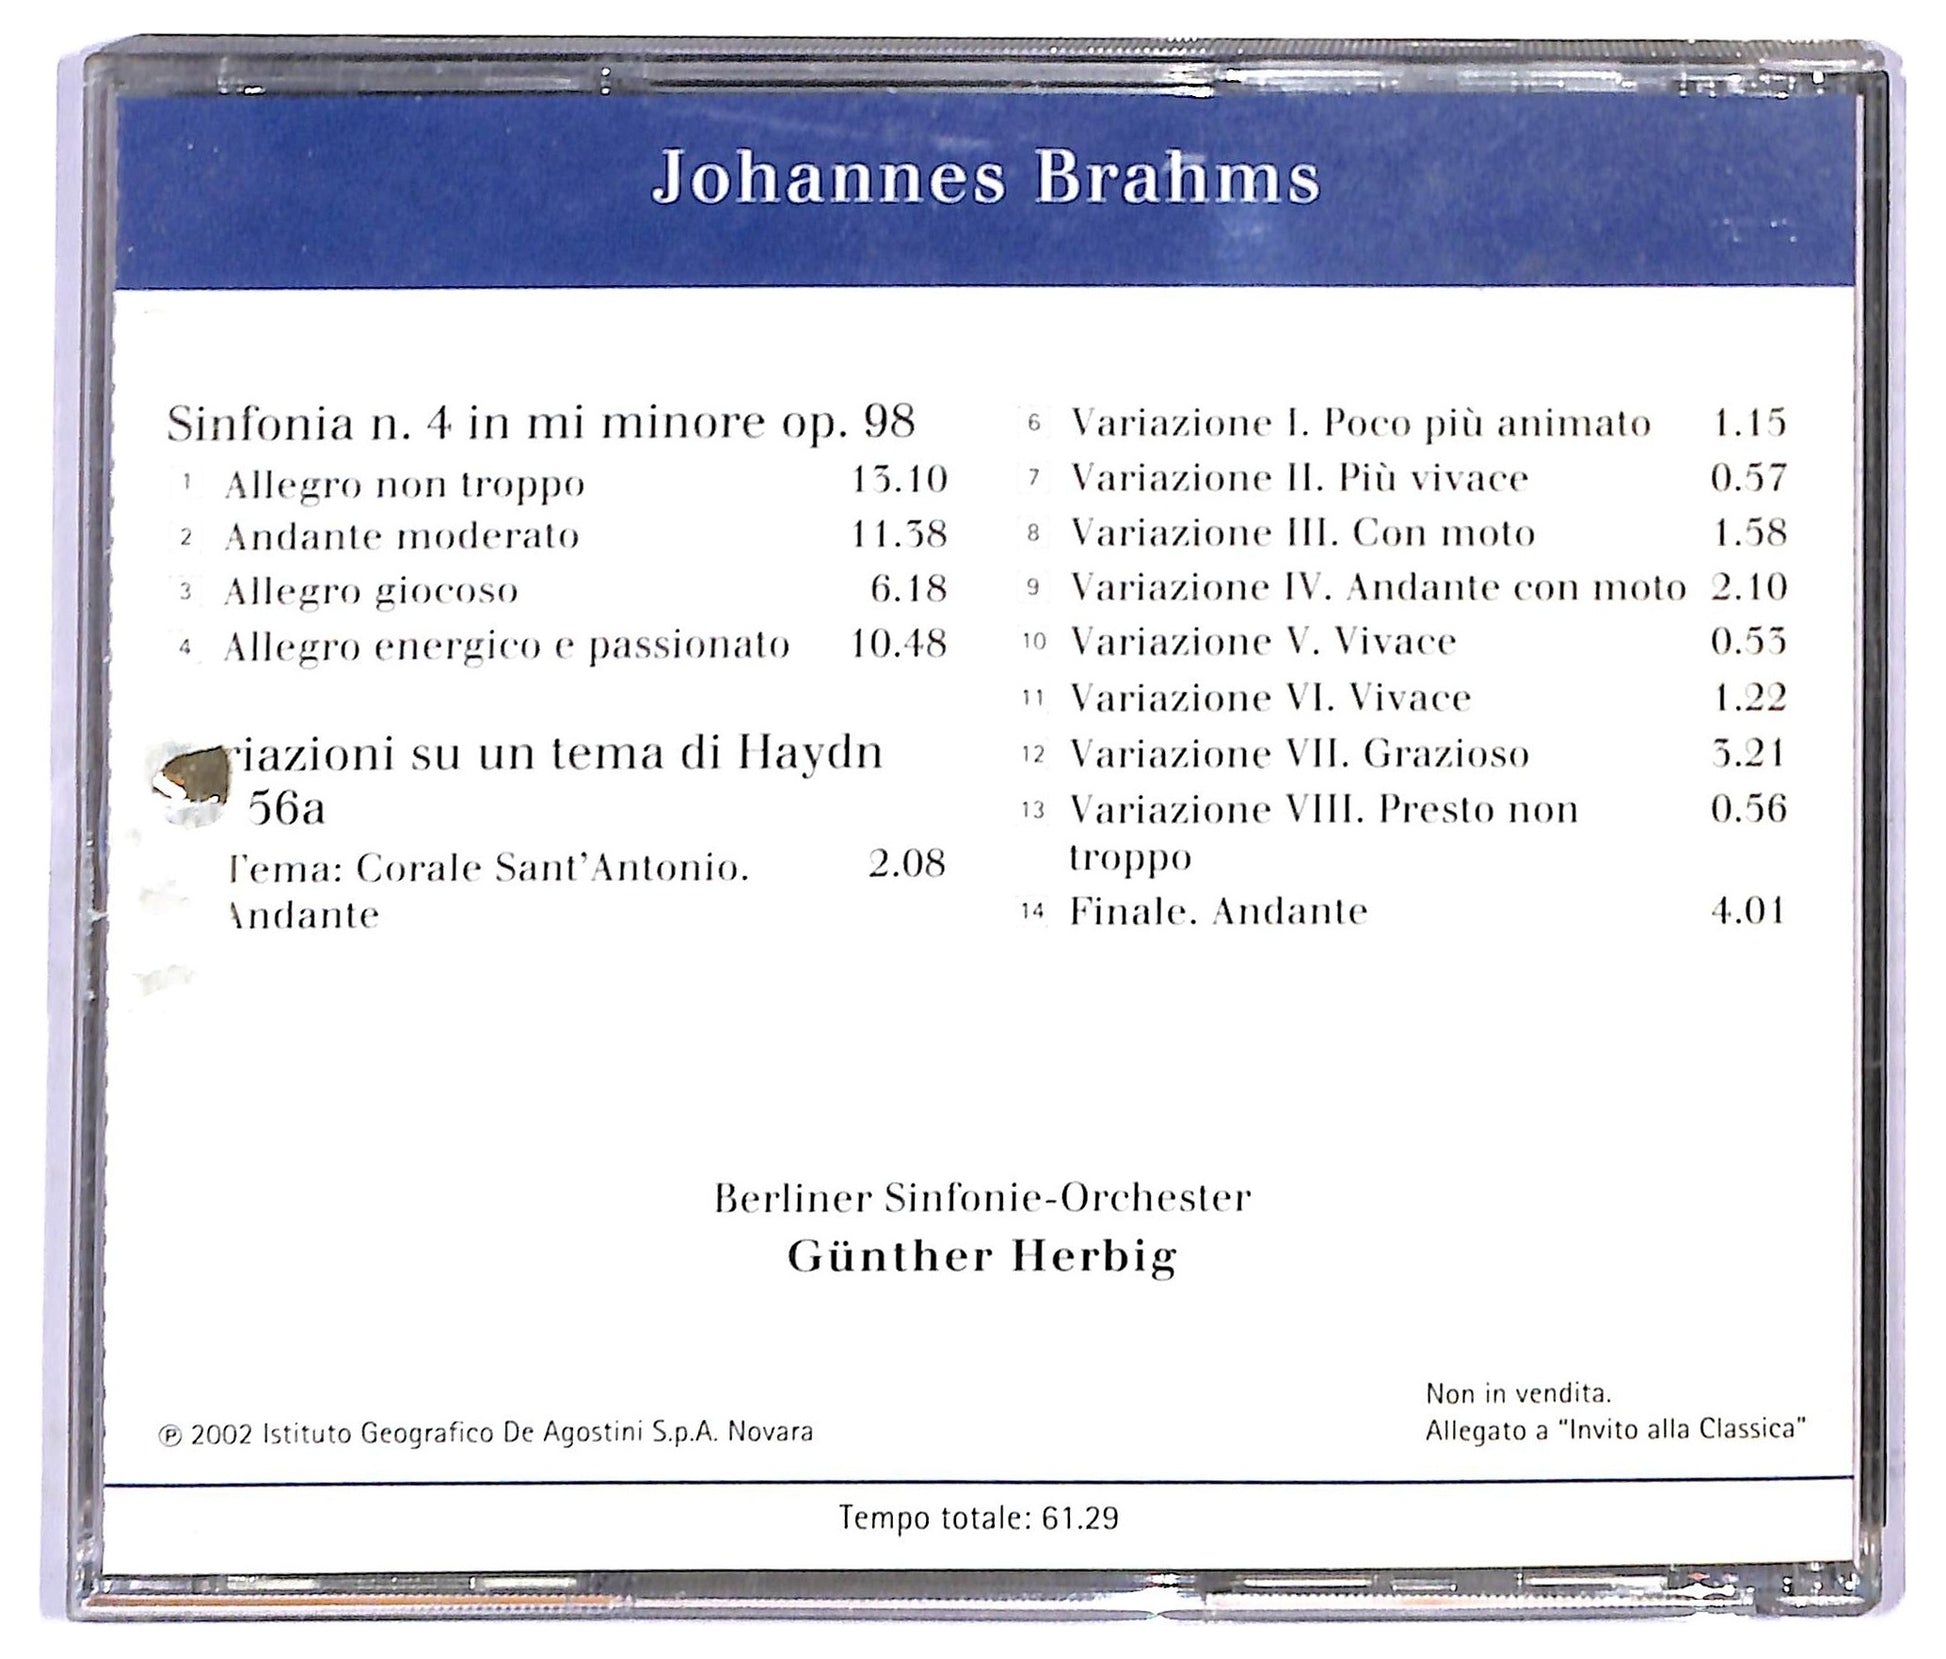 Johannes Brahms
Sinfonia n. 4 in mi minore op. 98
1 Allegro non troppo 13.10
2 Andante moderato 11.38
3 Allegro giocoso 6.18
4 Allegro energico e passionato 10.48
riazioni su un tema di Haydn
56a
Tema: Corale Sant'Antonio. 2.08
Andante
6 Variazione I. Poco più animato 1.15
7 Variazione II. Più vivace 0.57
8 Variazione III. Con moto 1.58
9 Variazione IV. Andante con moto 2.10
10 Variazione V. Vivace 0.53
11 Variazione VI. Vivace 1.22
12 Variazione VII. Grazioso 3.21
13 Variazione VIII. Presto non 0.56
troppo
14 Finale. Andante 4.01
Berliner Sinfonie-Orchester
Günther Herbig
℗ 2002 Istituto Geografico De Agostini S.p.A. Novara
Non in vendita.
Allegato a "Invito alla Classica"
Tempo totale: 61.29